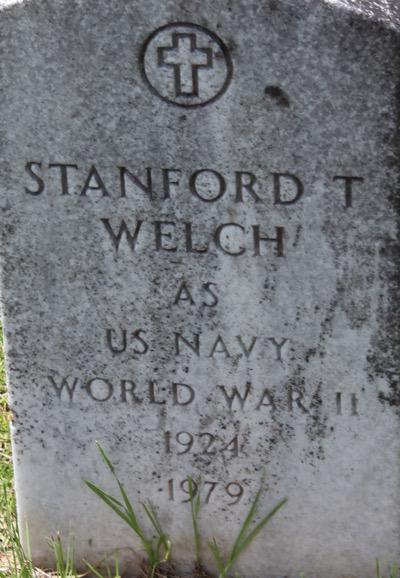 STANFORD T
WELCH
AS
US NAVY
WORLD WAR II
1924
1979